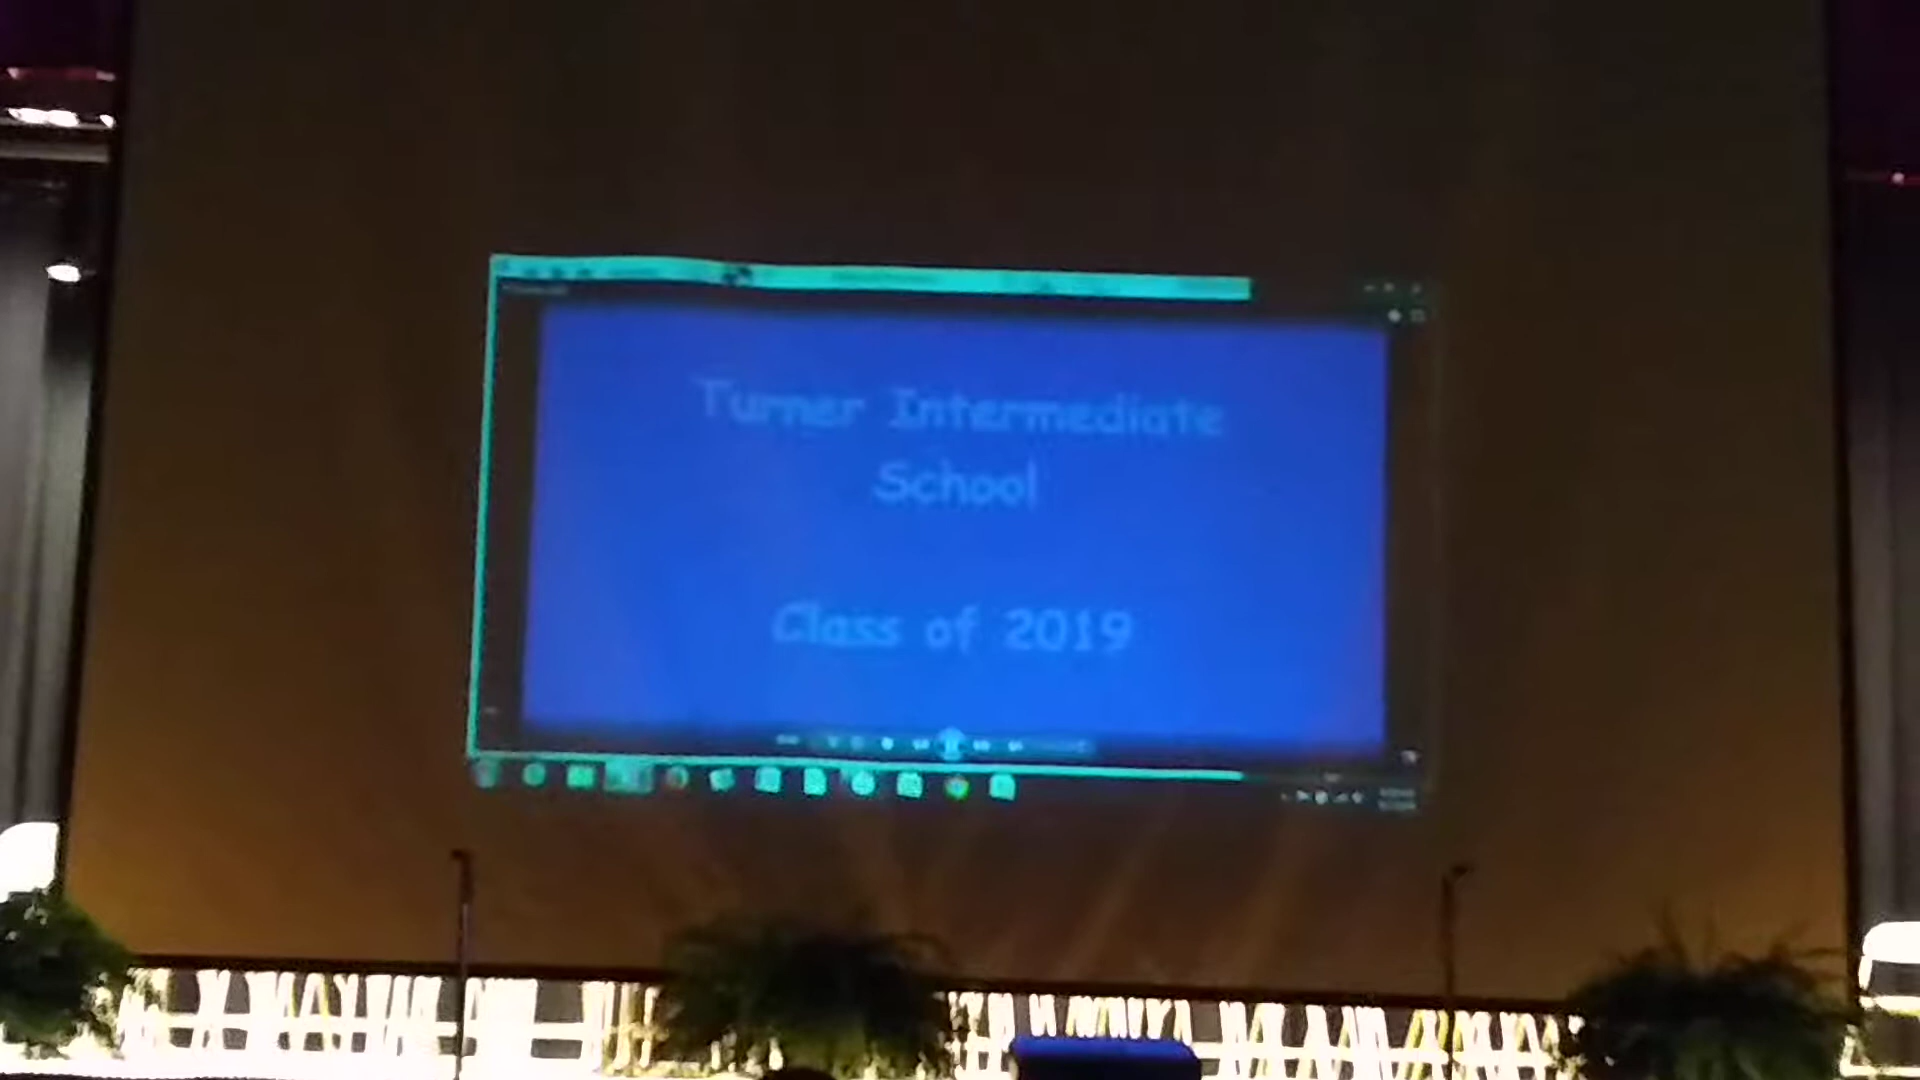 Turner Intermediate
School
Class of 2019